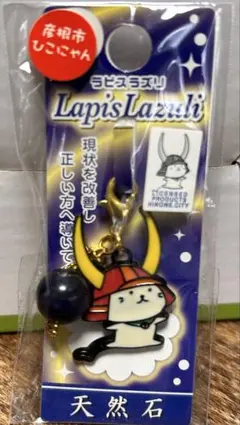 彦根市
ひこにゃん
ラピスラズリ
Lapis Lazuli
現状を改善し
正しい方へ導いて
LICENSED
PRODUCTS
HIKONE.CITY
天然石